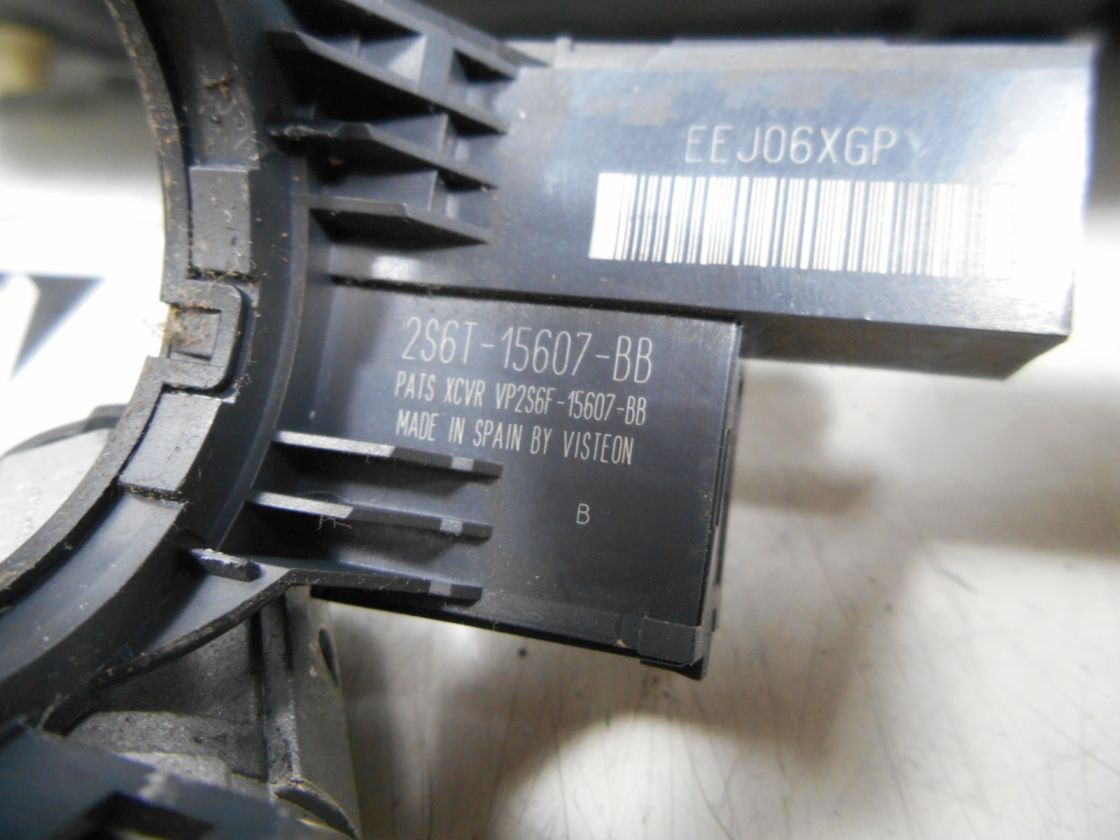 EEJ06XGP
2S6T-15607-BB
PATS XCVR VP2S6F-15607-BB
MADE IN SPAIN BY VISTEON
B